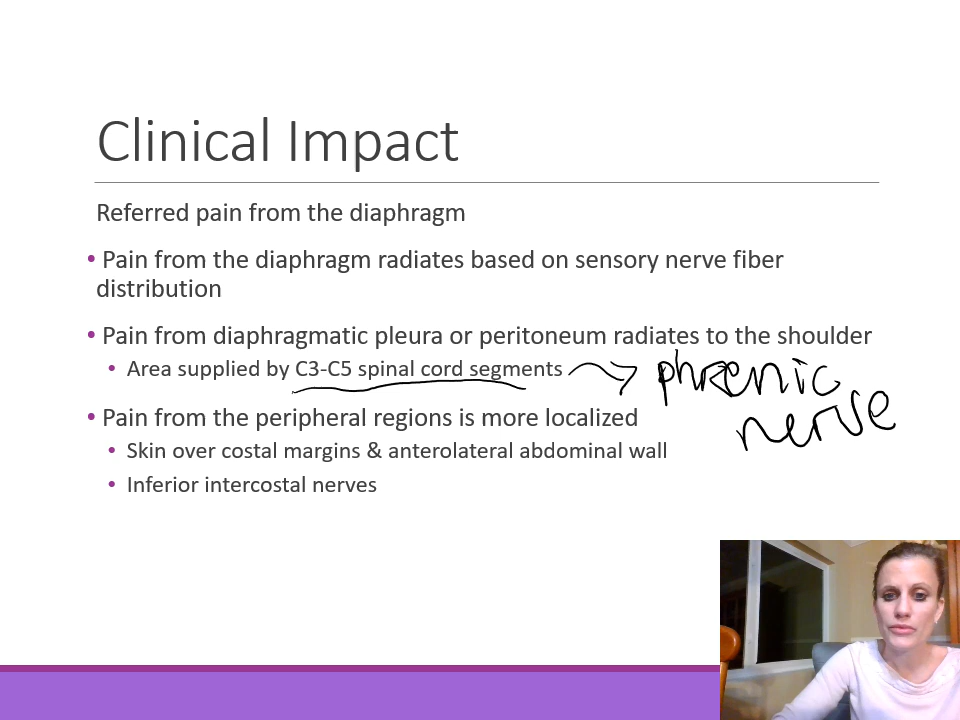 Clinical Impact
Referred pain from the diaphragm
• Pain from the diaphragm radiates based on sensory nerve fiber
distribution
• Pain from diaphragmatic pleura or peritoneum radiates to the shoulder
• Area supplied by C3-C5 spinal cord segments → phrenic
nerve
• Pain from the peripheral regions is more localized
• Skin over costal margins & anterolateral abdominal wall
• Inferior intercostal nerves